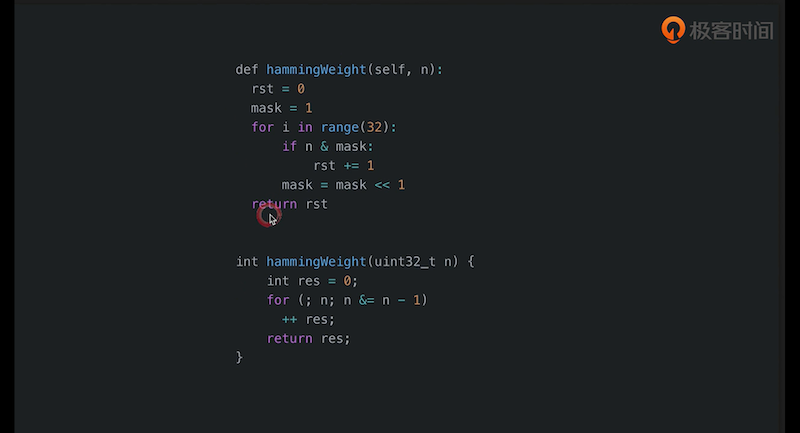 极客时间
def hammingWeight(self, n):
  rst = 0
  mask = 1
  for i in range(32):
      if n & mask:
          rst += 1
      mask = mask << 1
  return rst
int hammingWeight(uint32_t n) {
    int res = 0;
    for (; n; n &= n - 1)
      ++ res;
    return res;
}